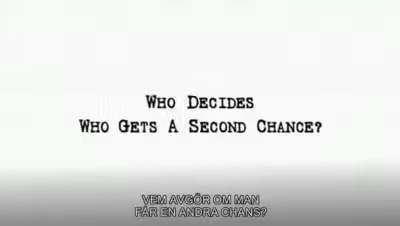 Who Decides
Who Gets A Second Chance?
VEM AVGÖR OM MAN
FÅR EN ANDRA CHANS?